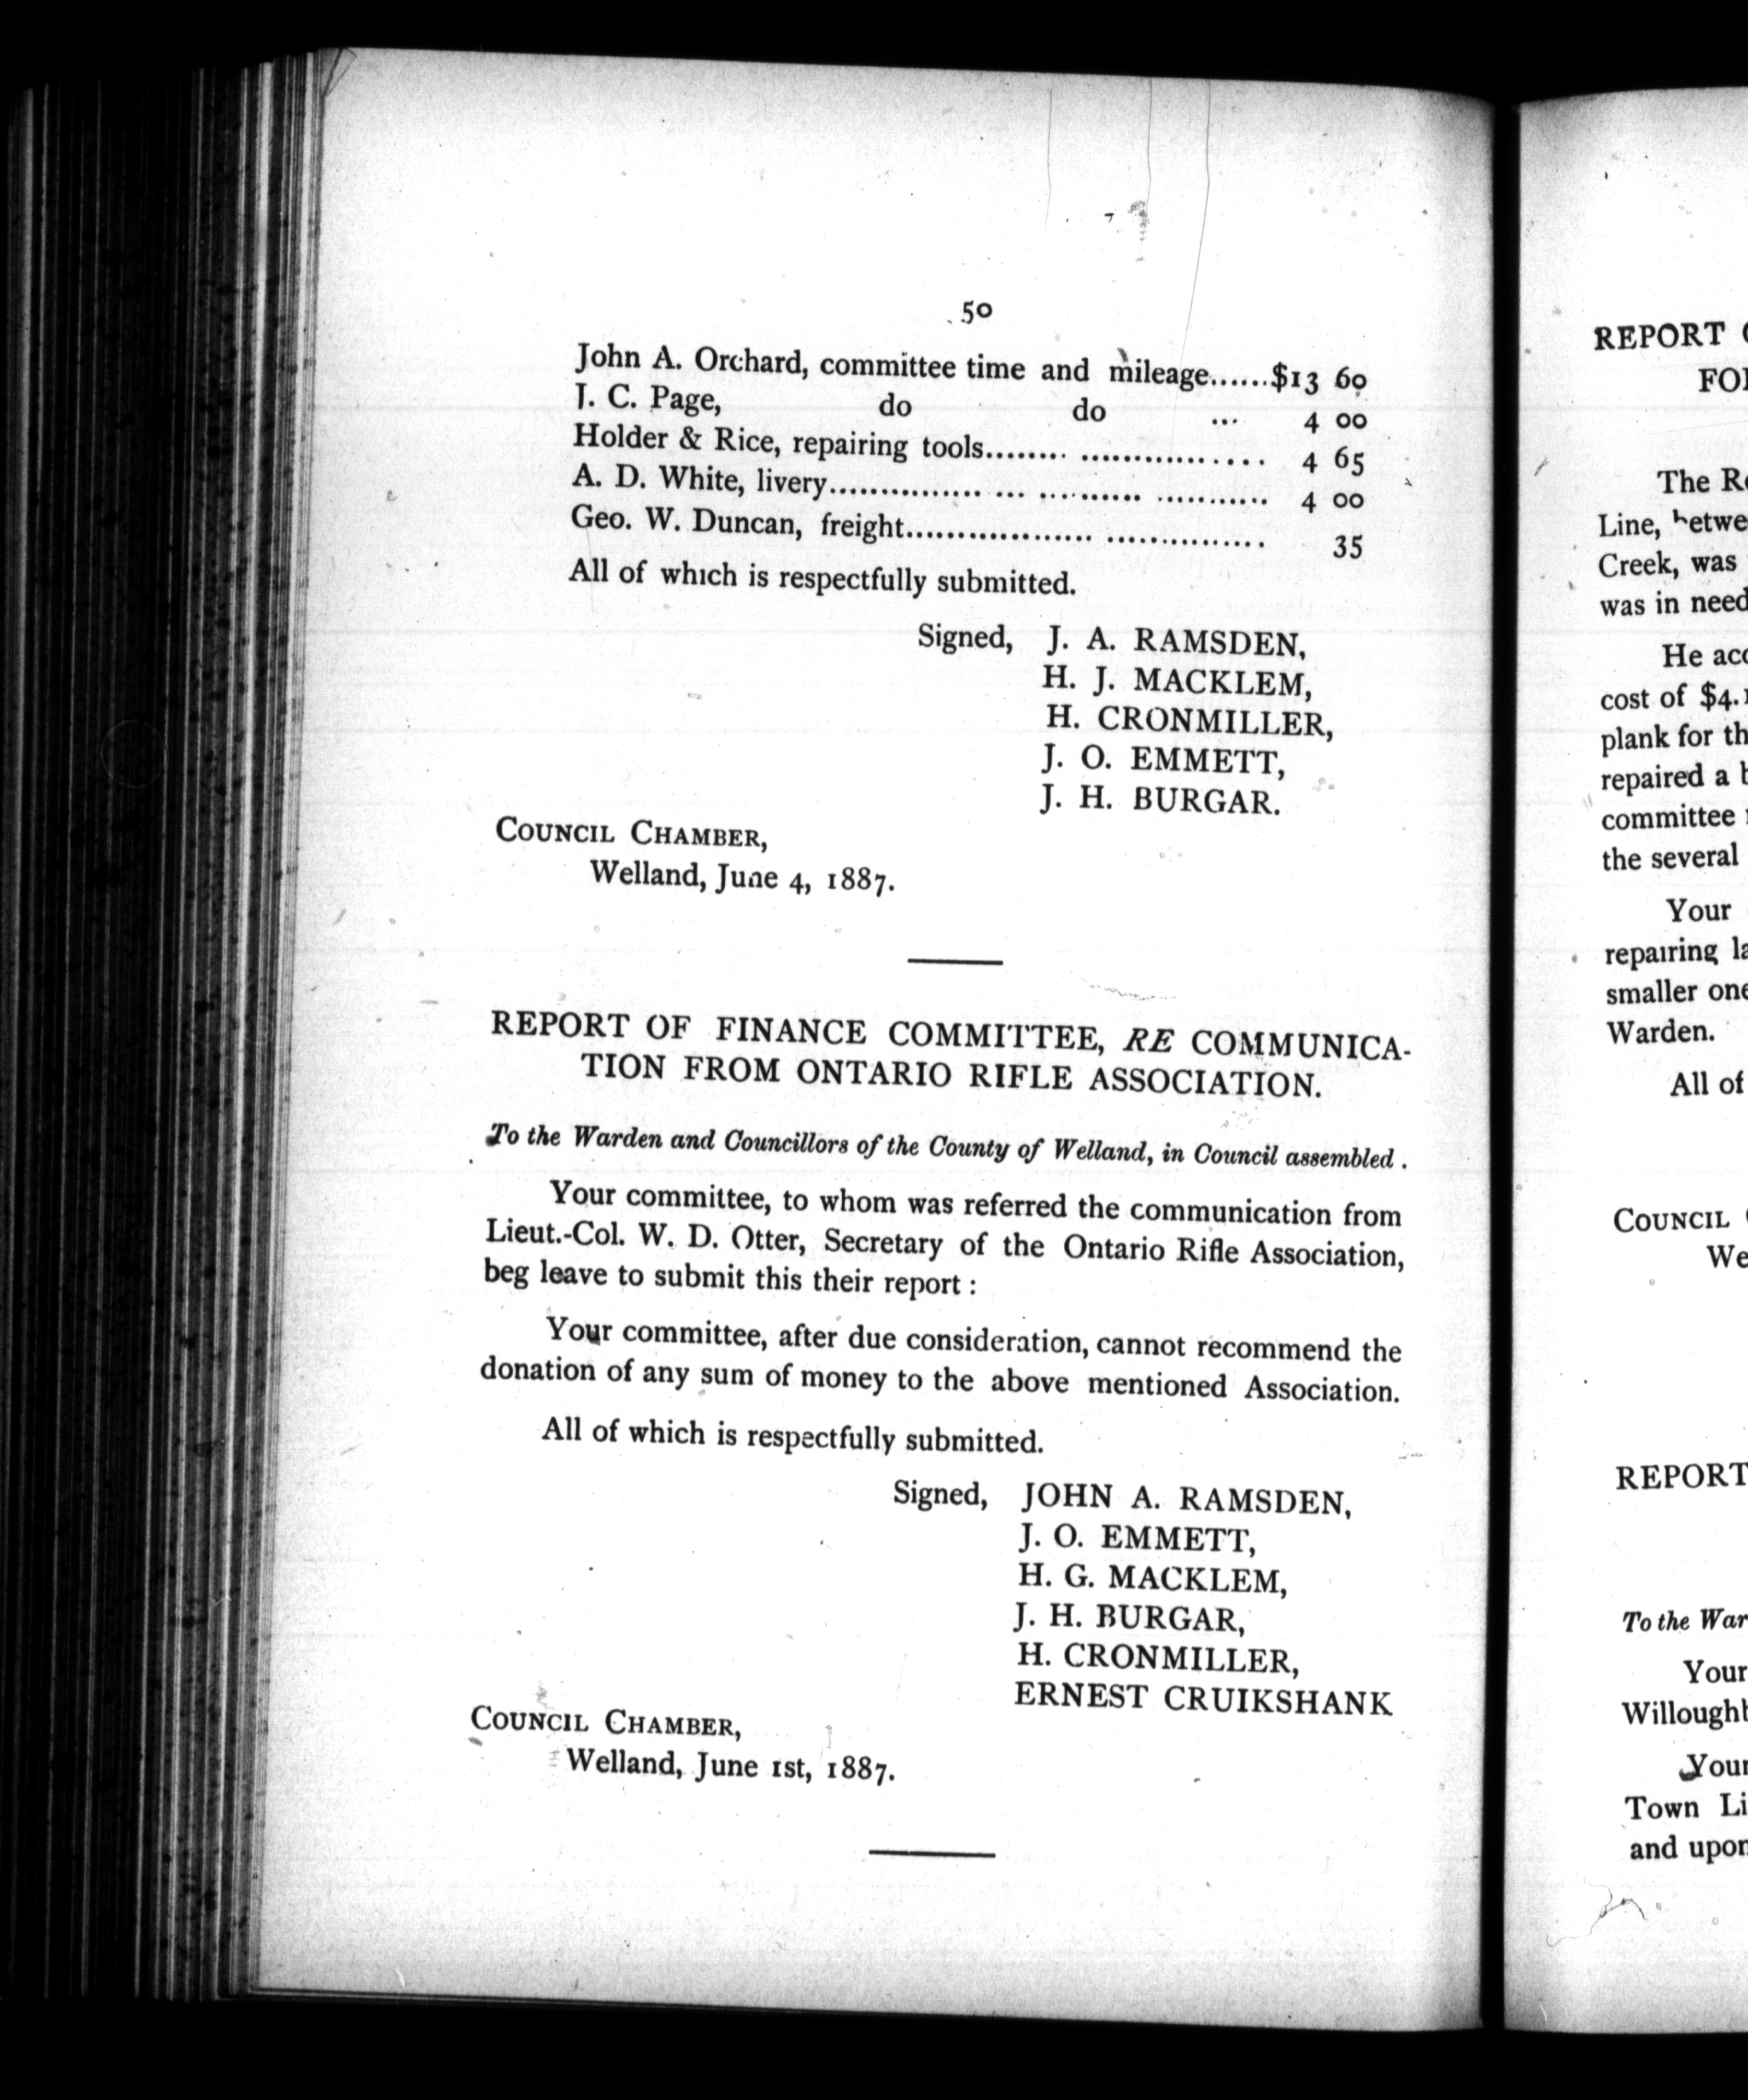 50
John A. Orchard, committee time and mileage......$13 60
J. C. Page, do do ... 4 00
Holder & Rice, repairing tools........ .................. 4 65
A. D. White, livery............... ... .......... ........... 4 00
Geo. W. Duncan, freight.................. ............... 35
All of which is respectfully submitted.
Signed, J. A. RAMSDEN,
H. J. MACKLEM,
H. CRONMILLER,
J. O. EMMETT,
J. H. BURGAR.
COUNCIL CHAMBER,
Welland, June 4, 1887.
REPORT OF FINANCE COMMITTEE, RE COMMUNICA-
TION FROM ONTARIO RIFLE ASSOCIATION.
To the Warden and Councillors of the County of Welland, in Council assembled .
Your committee, to whom was referred the communication from
Lieut.-Col. W. D. Otter, Secretary of the Ontario Rifle Association,
beg leave to submit this their report :
Your committee, after due consideration, cannot recommend the
donation of any sum of money to the above mentioned Association.
All of which is respectfully submitted.
Signed, JOHN A. RAMSDEN,
J. O. EMMETT,
H. G. MACKLEM,
J. H. BURGAR,
H. CRONMILLER,
ERNEST CRUIKSHANK
COUNCIL CHAMBER,
Welland, June 1st, 1887.
REPORT
The
Line,
Creek, was
was in need
He
cost of $4.
plank for
repaired a
committee
the several
Your
repairing
smaller
Warden.
All of
COUNCIL
REPORT
To the
Your
Your
Town
and